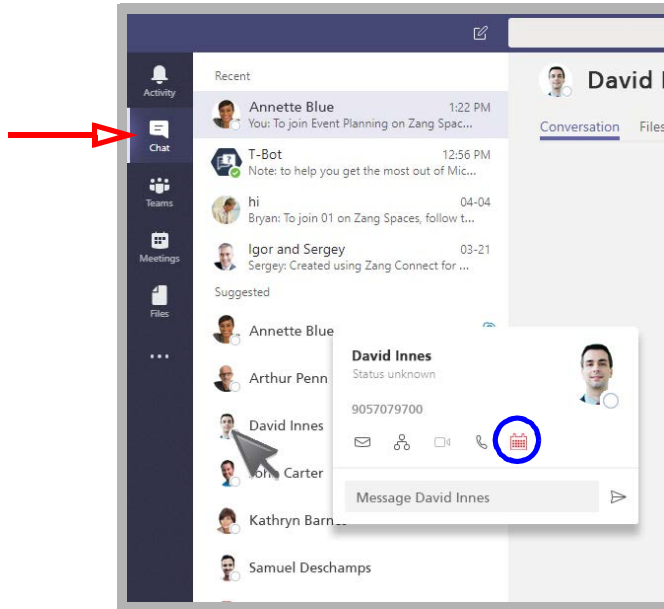 Activity
Chat
Teams
Meetings
Files
Recent
Annette Blue 1:22 PM
You: To join Event Planning on Zang Spac...
T-Bot 12:56 PM
Note: to help you get the most out of Mic...
hi 04-04
Bryan: To join 01 on Zang Spaces, follow t...
Igor and Sergey 03-21
Sergey: Created using Zang Connect for ...
Suggested
Annette Blue
Arthur Penn
David Innes
John Carter
Kathryn Barn
Samuel Deschamps
David
Conversation Files
David Innes
Status unknown
9057079700
Message David Innes